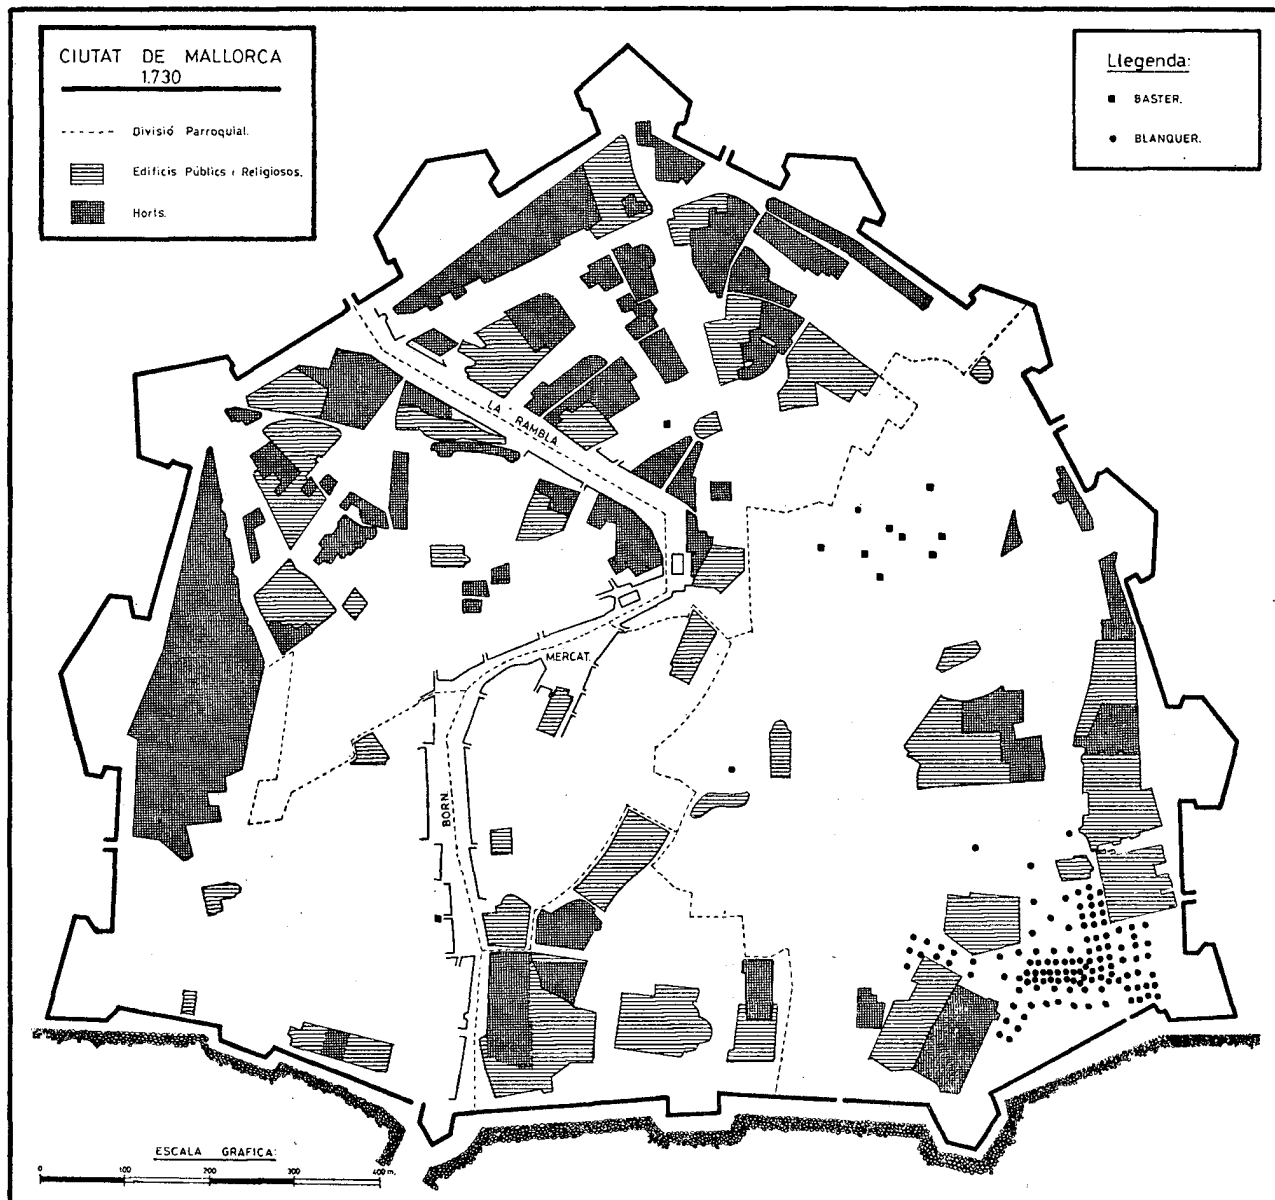 CIUTAT DE MALLORCA
1.730
Divisió Parroquial.
Edificis Públics i Religiosos.
Horts.
Llegenda:
BASTER.
BLANQUER.
LA RAMBLA
MERCAT.
BORN.
ESCALA GRAFICA:
0 100 200 300 400 m.